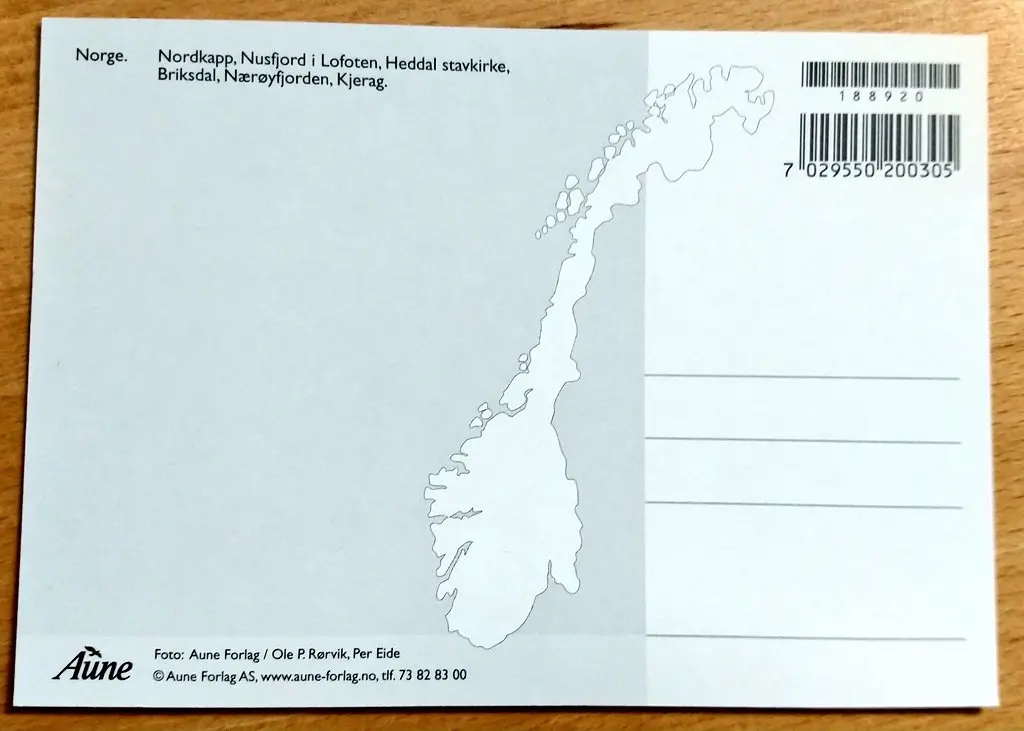 Norge. Nordkapp, Nusfjord i Lofoten, Heddal stavkirke,
Briksdal, Nærøyfjorden, Kjerag.
188920
7 029550 200305
Aune
Foto: Aune Forlag / Ole P. Rørvik, Per Eide
© Aune Forlag AS, www.aune-forlag.no, tlf. 73 82 83 00